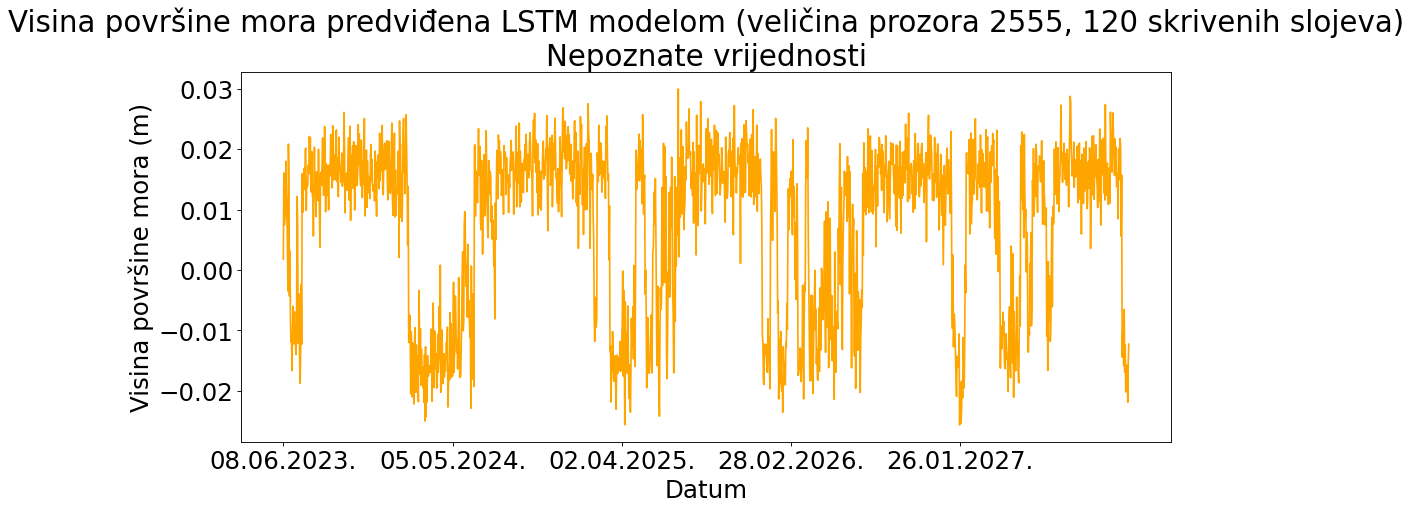 Visina površine mora predviđena LSTM modelom (veličina prozora 2555, 120 skrivenih slojeva)
Nepoznate vrijednosti
Visina površine mora (m)
0.03
0.02
0.01
0.00
−0.01
−0.02
08.06.2023. 05.05.2024. 02.04.2025. 28.02.2026. 26.01.2027.
Datum